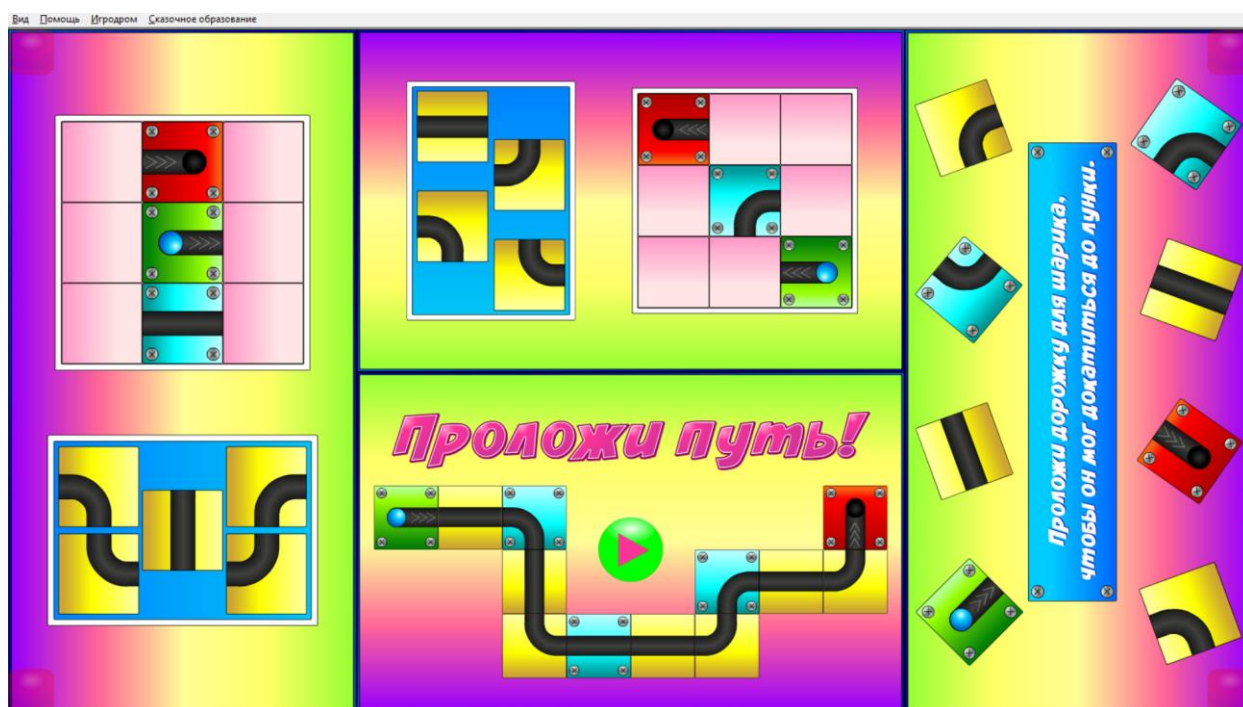 Вид Помощь Игродром Сказочное образование
Проложи путь!
Проложи дорожку для шарика,
чтобы он мог докатиться до лунки.